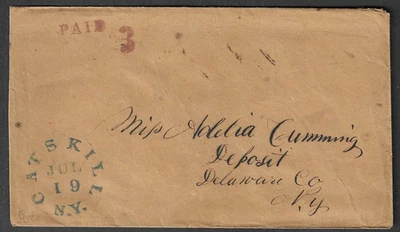 PAID 3
CATSKILL
JUL
19
N.Y.
Miss Adelia Cumming
Deposit
Delaware Co
N.y